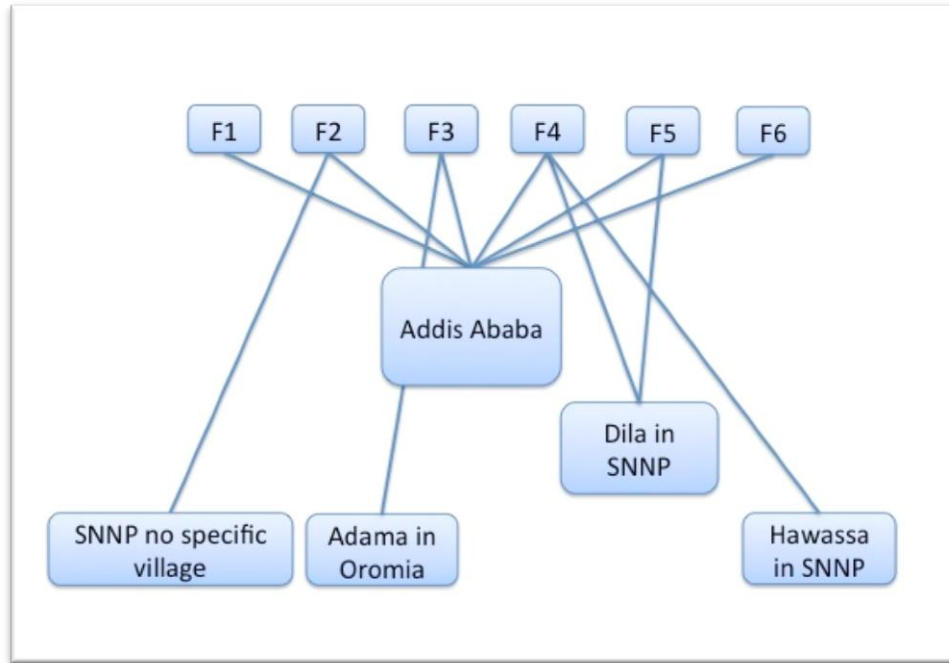 F1
F2
F3
F4
F5
F6
Addis Ababa
Dila in
SNNP
SNNP no specific
village
Adama in
Oromia
Hawassa
in SNNP